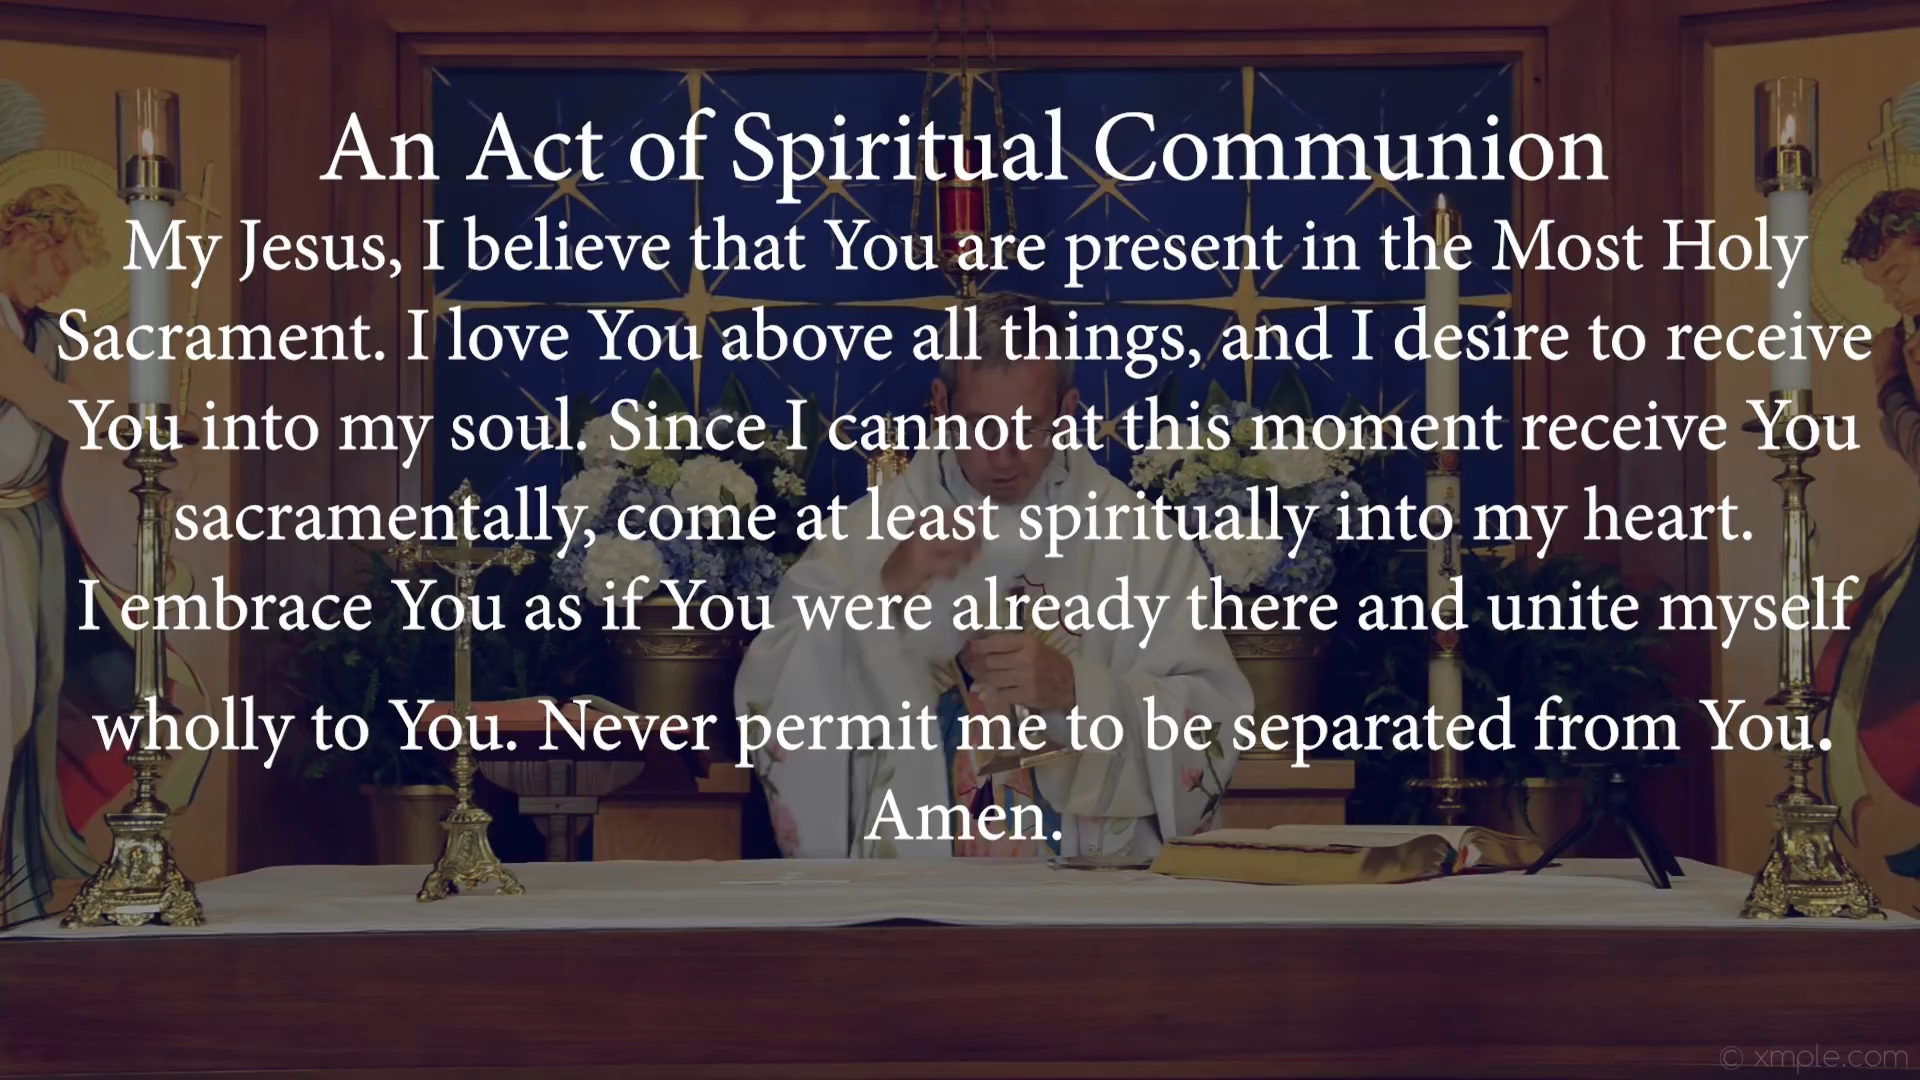 An Act of Spiritual Communion
My Jesus, I believe that You are present in the Most Holy
Sacrament. I love You above all things, and I desire to receive
You into my soul. Since I cannot at this moment receive You
sacramentally, come at least spiritually into my heart.
I embrace You as if You were already there and unite myself
wholly to You. Never permit me to be separated from You.
Amen.
© xmple.com